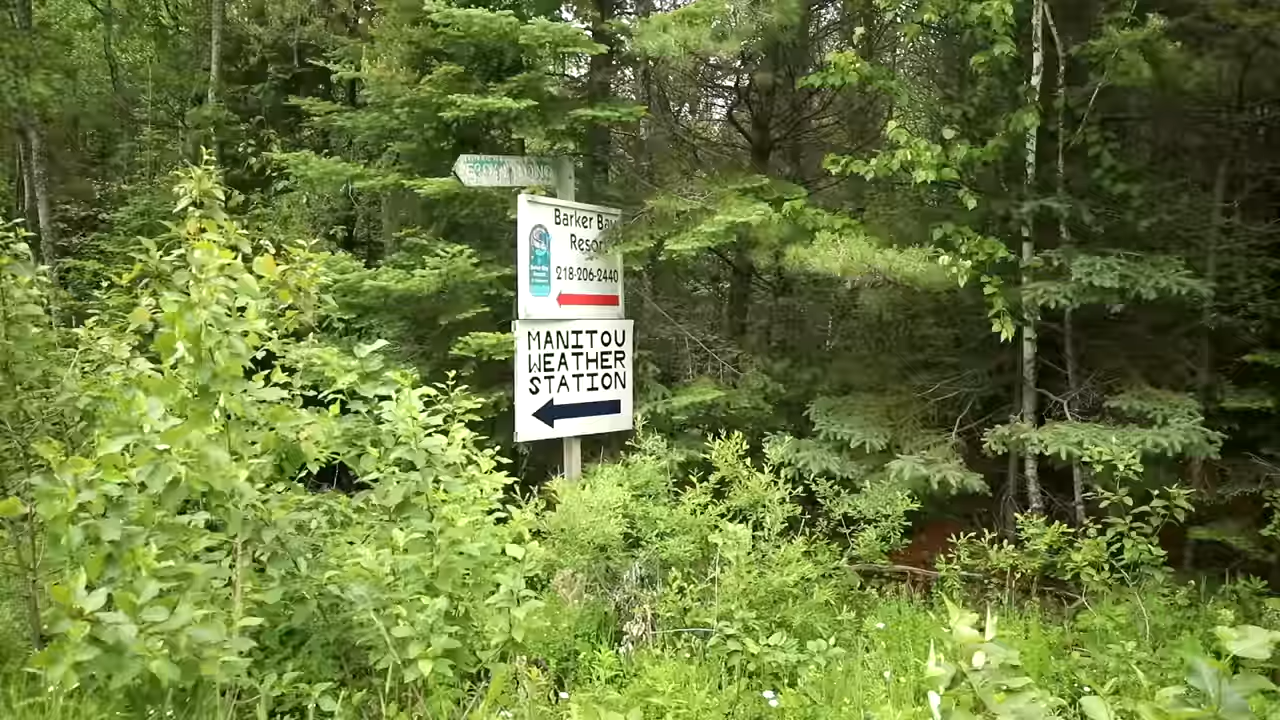 Barker Bay
Resort
218-206-2440
MANITOU
WEATHER
STATION